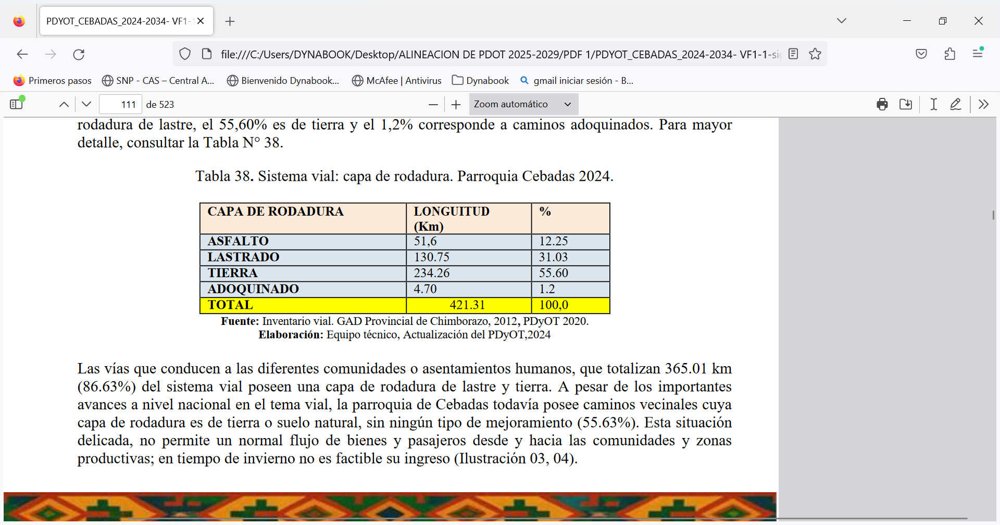 PDYOT_CEBADAS_2024-2034- VF1-1
file:///C:/Users/DYNABOOK/Desktop/ALINEACION DE PDOT 2025-2029/PDF 1/PDYOT_CEBADAS_2024-2034- VF1-1-si
Primeros pasos SNP - CAS – Central A... Bienvenido Dynabook... McAfee | Antivirus Dynabook gmail iniciar sesión - B...
111 de 523 Zoom automático
rodadura de lastre, el 55,60% es de tierra y el 1,2% corresponde a caminos adoquinados. Para mayor
detalle, consultar la Tabla N° 38.
Tabla 38. Sistema vial: capa de rodadura. Parroquia Cebadas 2024.
CAPA DE RODADURA LONGUITUD (Km) %
ASFALTO 51,6 12.25
LASTRADO 130.75 31.03
TIERRA 234.26 55.60
ADOQUINADO 4.70 1.2
TOTAL 421.31 100,0
Fuente: Inventario vial. GAD Provincial de Chimborazo, 2012, PDyOT 2020.
Elaboración: Equipo técnico, Actualización del PDyOT,2024
Las vías que conducen a las diferentes comunidades o asentamientos humanos, que totalizan 365.01 km
(86.63%) del sistema vial poseen una capa de rodadura de lastre y tierra. A pesar de los importantes
avances a nivel nacional en el tema vial, la parroquia de Cebadas todavía posee caminos vecinales cuya
capa de rodadura es de tierra o suelo natural, sin ningún tipo de mejoramiento (55.63%). Esta situación
delicada, no permite un normal flujo de bienes y pasajeros desde y hacia las comunidades y zonas
productivas; en tiempo de invierno no es factible su ingreso (Ilustración 03, 04).